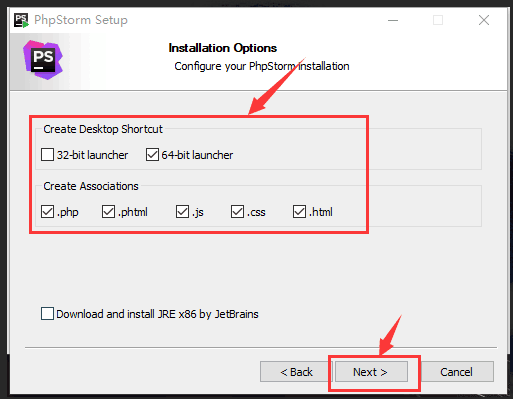 PS PhpStorm Setup
PS
Installation Options
Configure your PhpStorm installation
Create Desktop Shortcut
32-bit launcher 64-bit launcher
Create Associations
.php .phtml .js .css .html
Download and install JRE x86 by JetBrains
< Back Next > Cancel